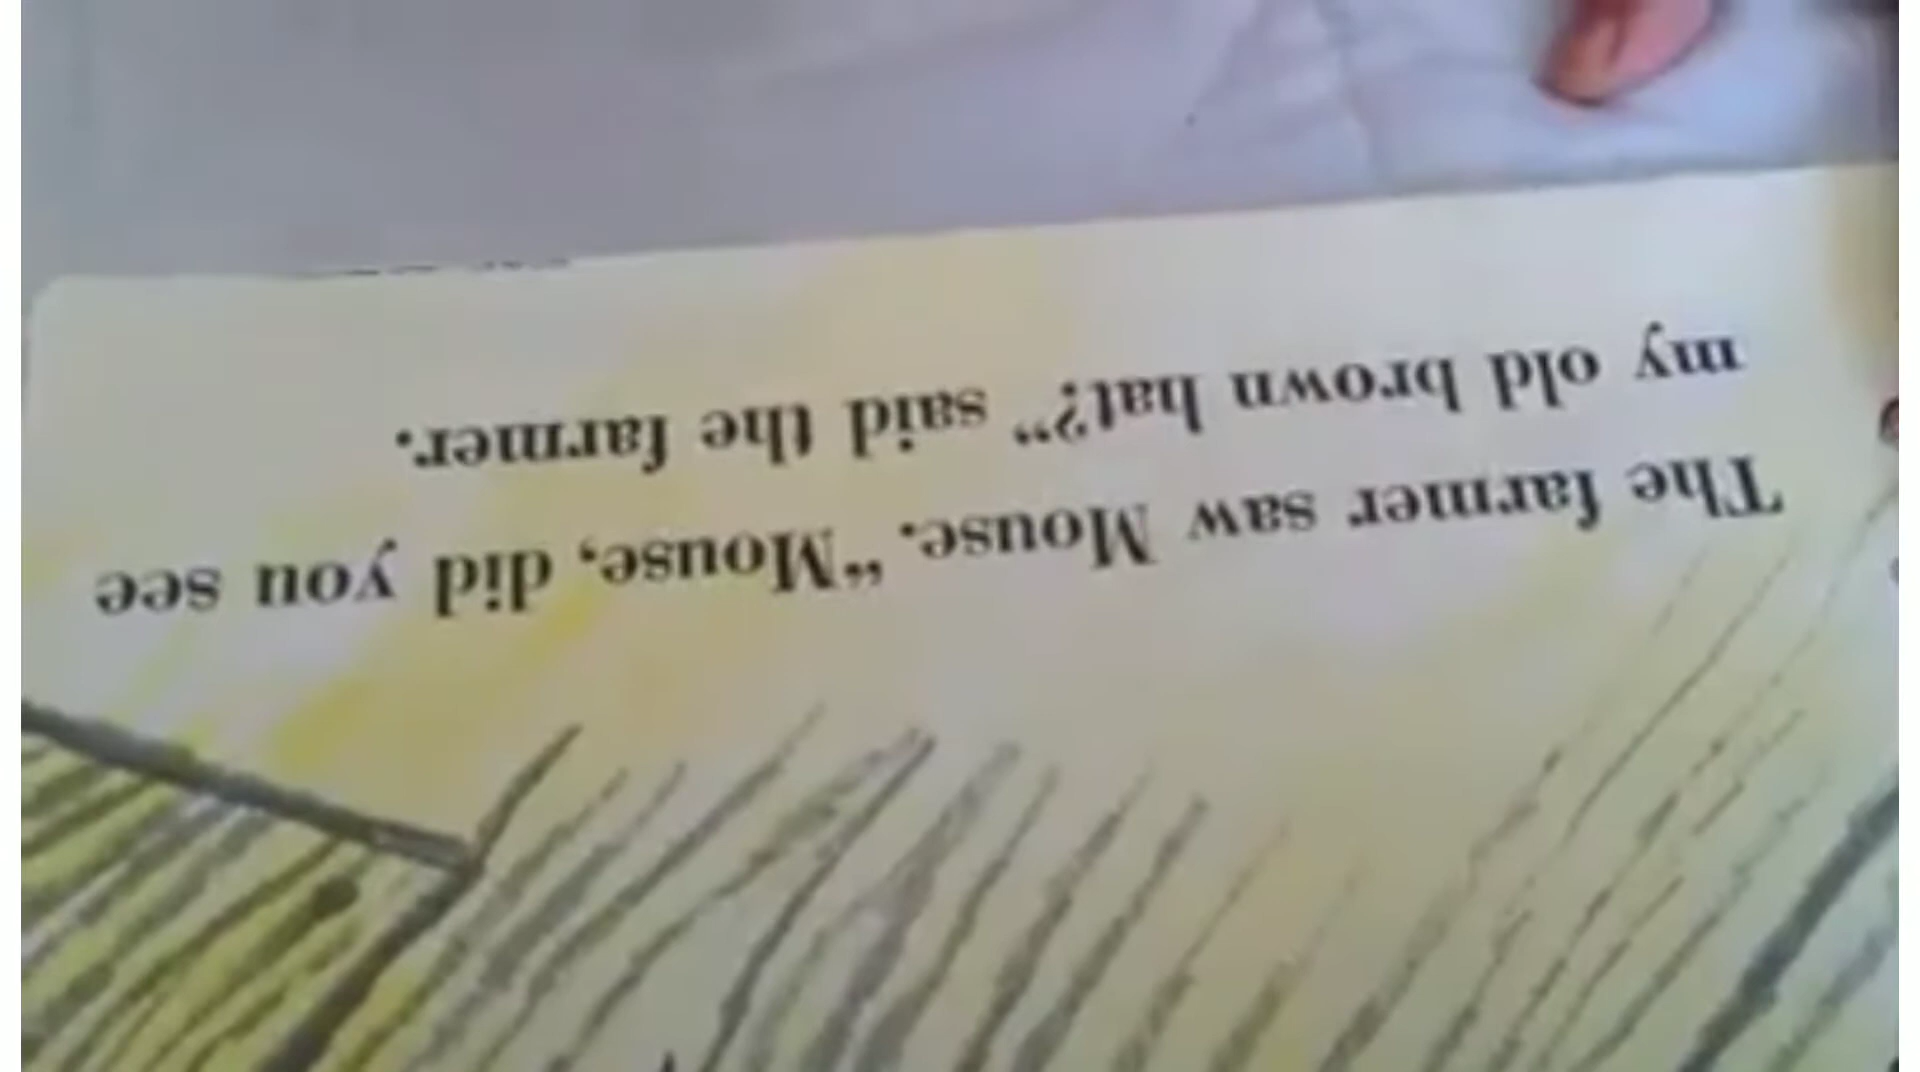 The farmer saw Mouse. “Mouse, did you see
my old brown hat?” said the farmer.